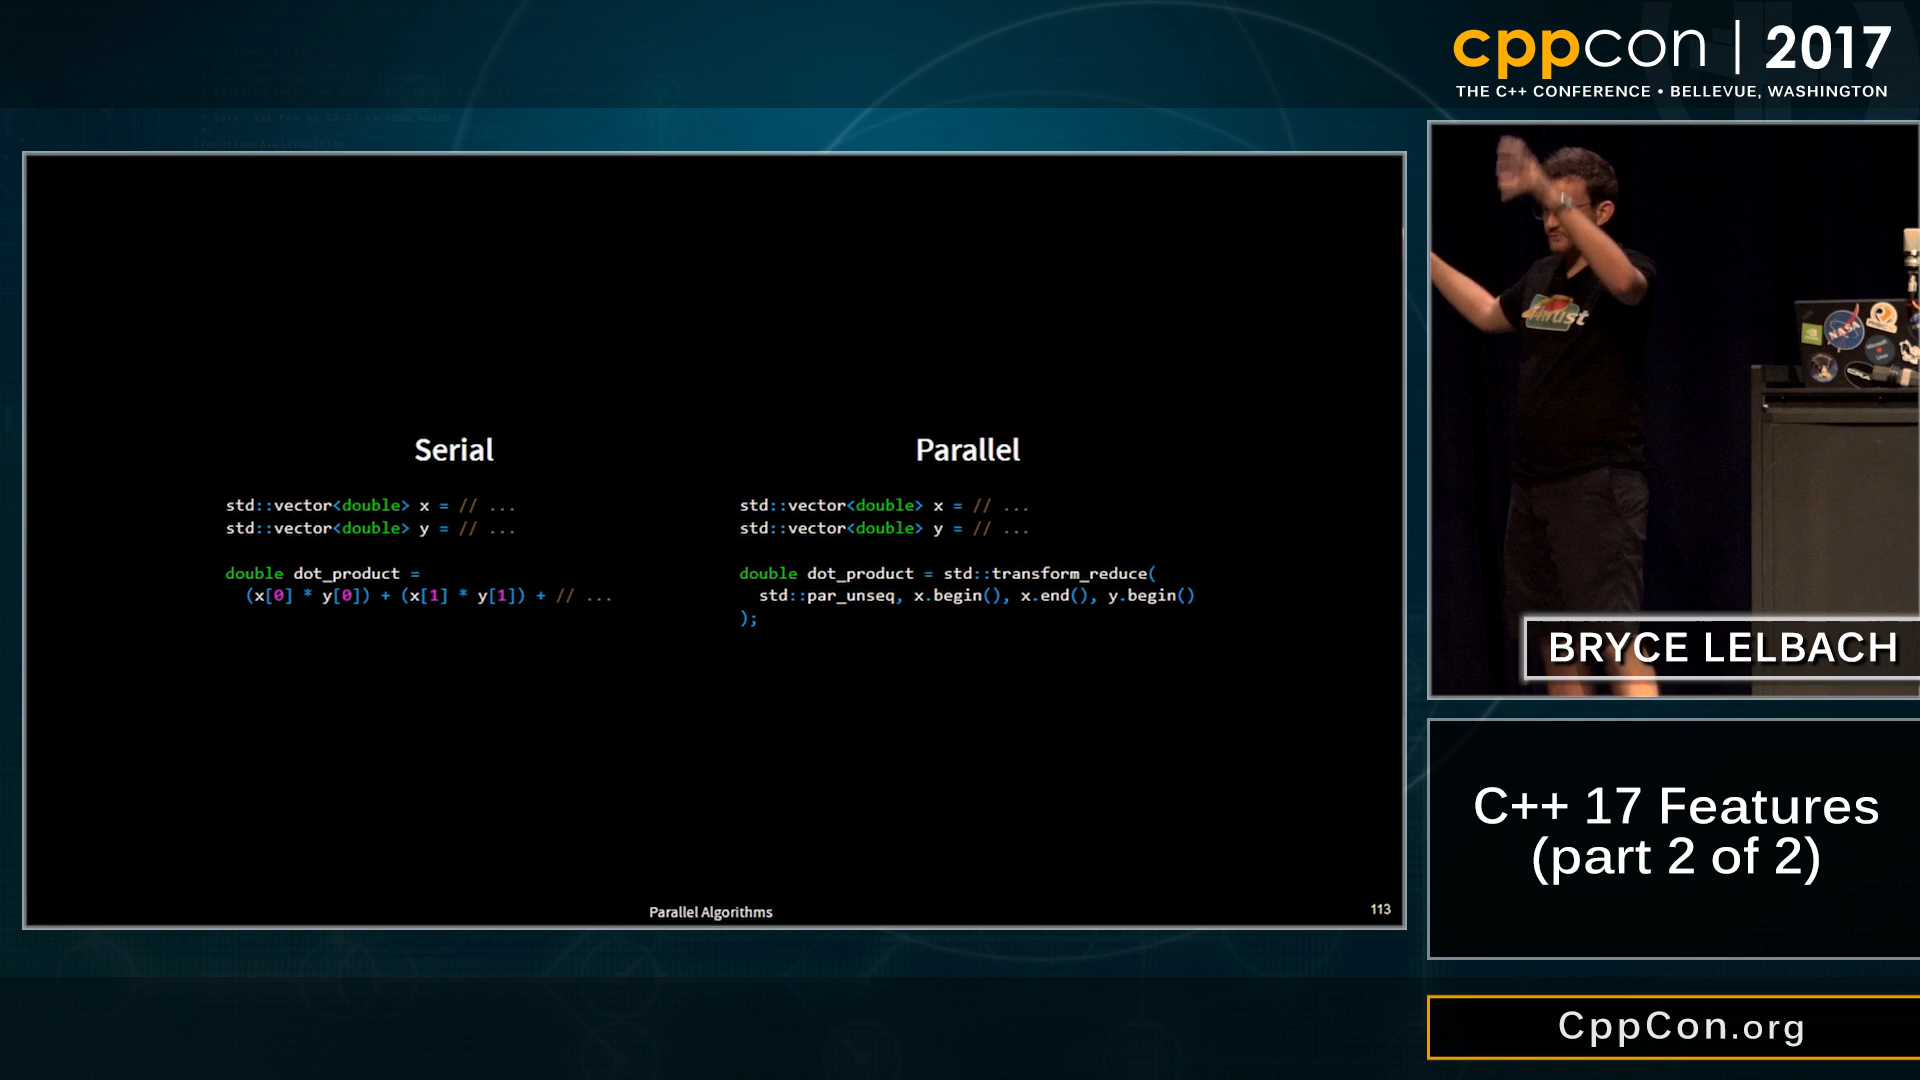 cppcon | 2017
THE C++ CONFERENCE • BELLEVUE, WASHINGTON
Serial
std::vector<double> x = // ...
std::vector<double> y = // ...
double dot_product =
(x[0] * y[0]) + (x[1] * y[1]) + // ...
Parallel
std::vector<double> x = // ...
std::vector<double> y = // ...
double dot_product = std::transform_reduce(
std::par_unseq, x.begin(), x.end(), y.begin()
);
Parallel Algorithms
113
Thrust
NASA
BRYCE LELBACH
C++ 17 Features
(part 2 of 2)
CppCon.org